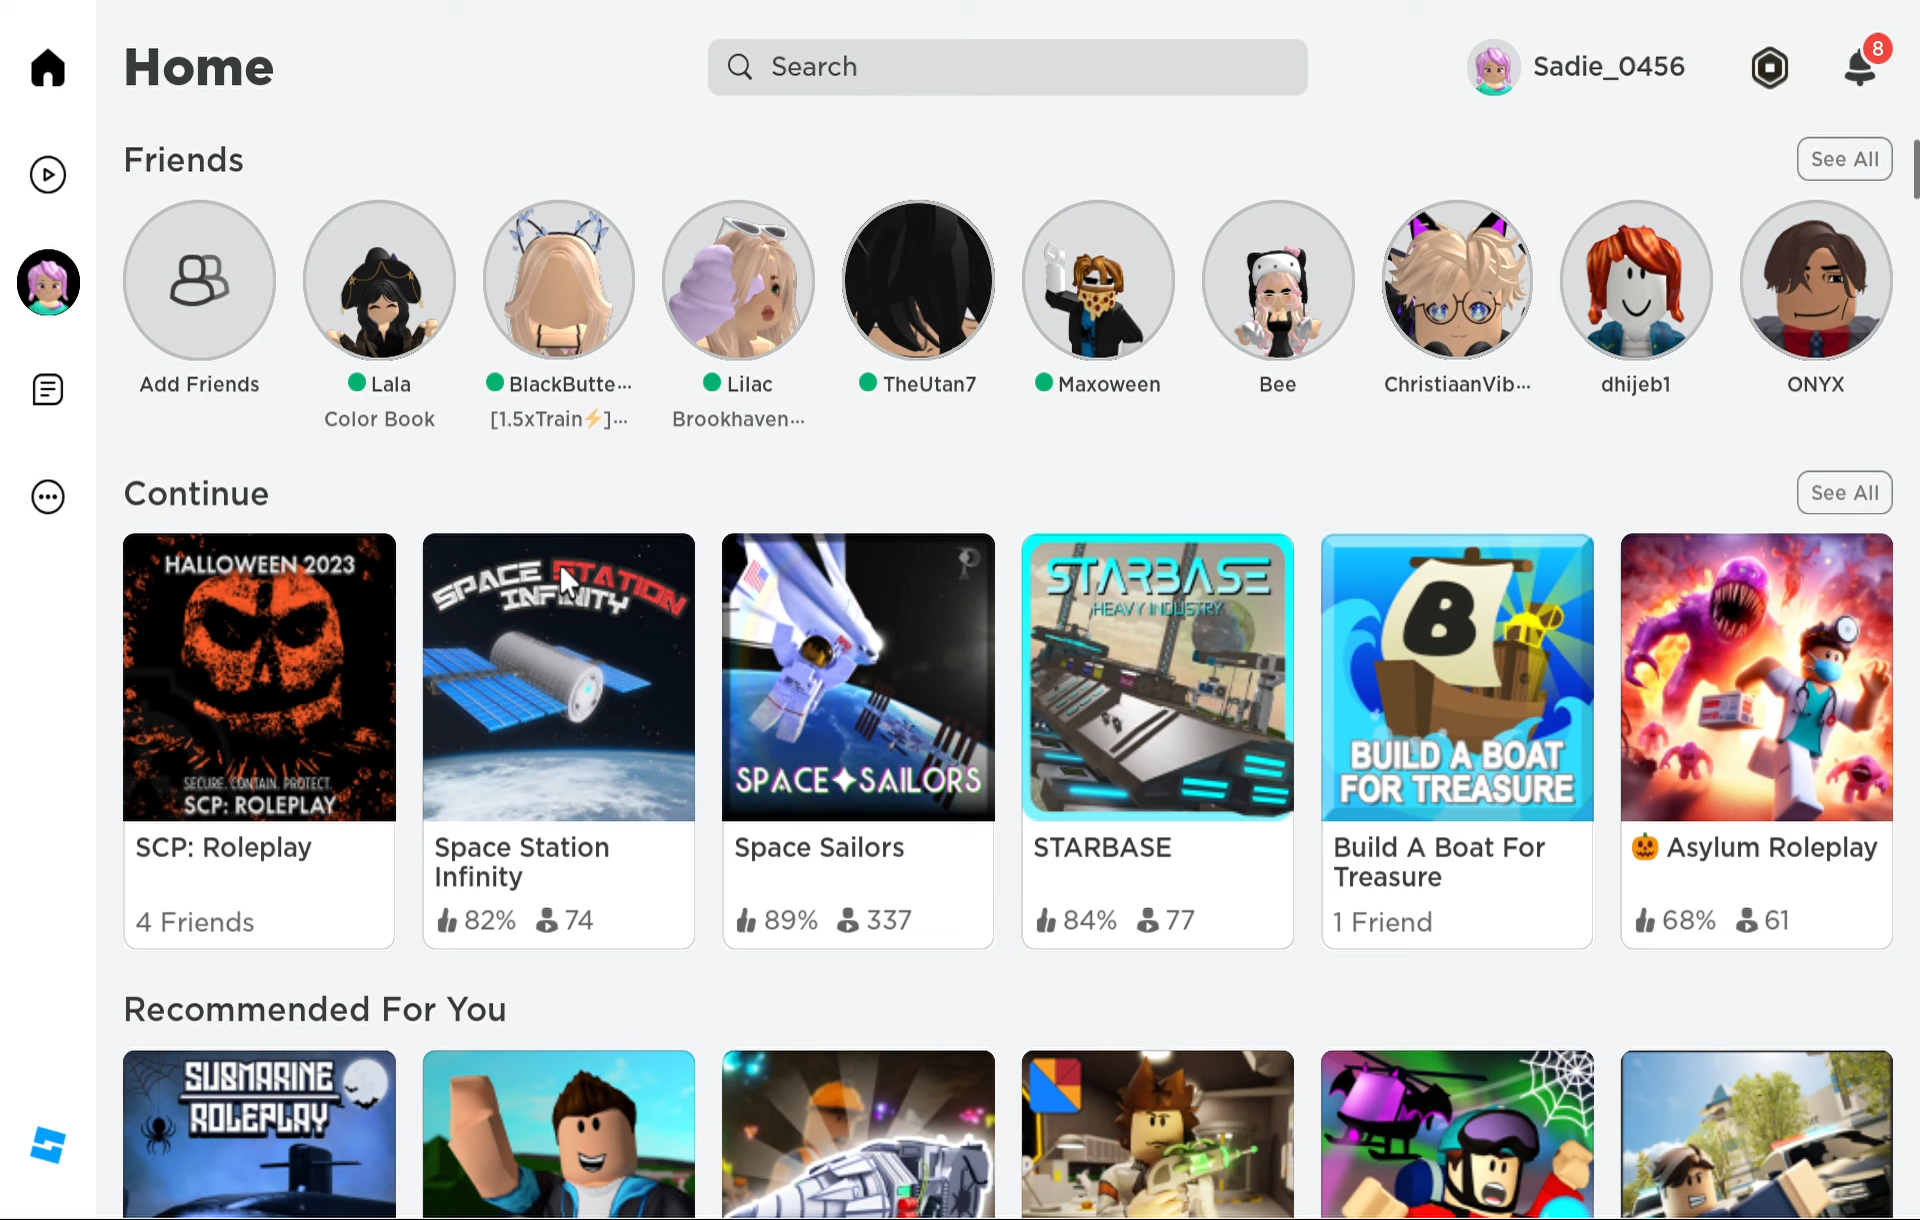 Home
Search
Sadie_0456
8
Friends
See All
Add Friends
Lala
Color Book
BlackButte...
[1.5xTrain⚡]...
Lilac
Brookhaven...
TheUtan7
Maxoween
Bee
ChristiaanVib...
dhijeb1
ONYX
Continue
See All
HALLOWEEN 2023
SECURE. CONTAIN. PROTECT.
SCP: ROLEPLAY
SPACE STATION
INFINITY
SPACE✦SAILORS
STARBASE
HEAVY INDUSTRY
B
BUILD A BOAT
FOR TREASURE
SCP: Roleplay
4 Friends
Space Station
Infinity
82% 74
Space Sailors
89% 337
STARBASE
84% 77
Build A Boat For
Treasure
1 Friend
🎃 Asylum Roleplay
68% 61
Recommended For You
SUBMARINE
ROLEPLAY